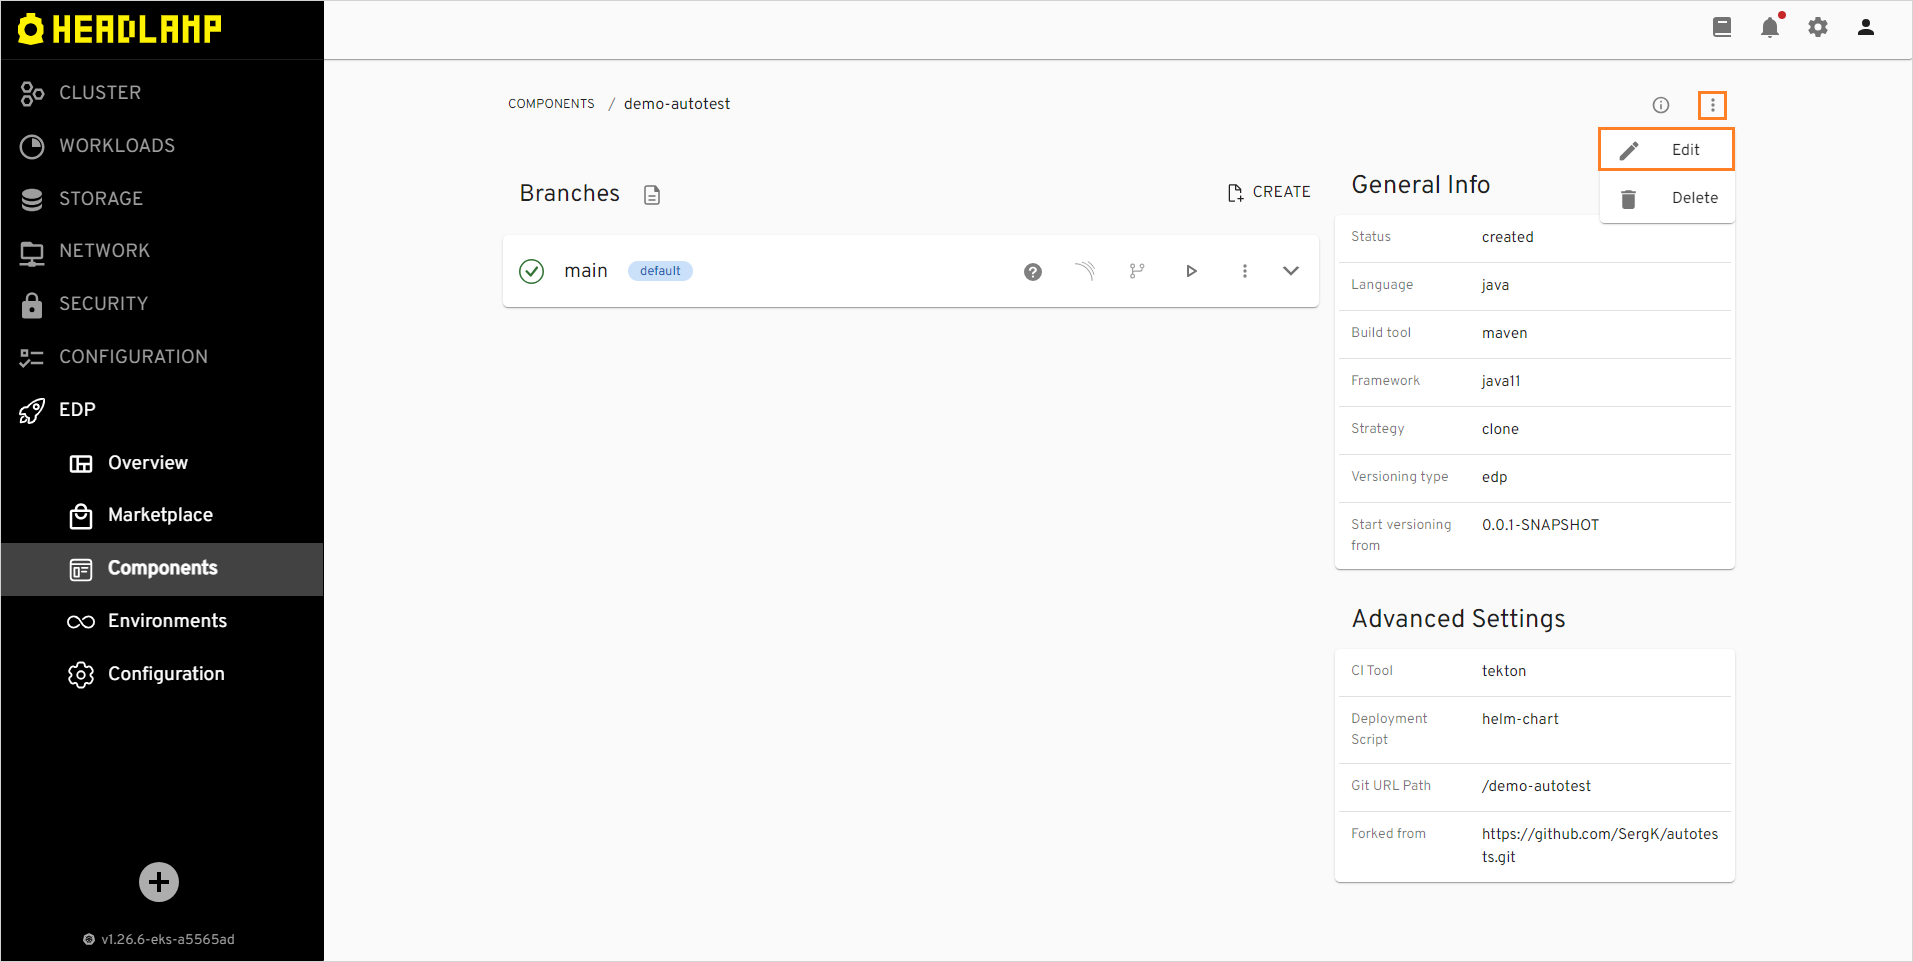 HEADLAMP
CLUSTER
WORKLOADS
STORAGE
NETWORK
SECURITY
CONFIGURATION
EDP
Overview
Marketplace
Components
Environments
Configuration
v1.26.6-eks-a5565ad
COMPONENTS / demo-autotest
Edit
Delete
Branches
CREATE
main default
General Info
Status created
Language java
Build tool maven
Framework java11
Strategy clone
Versioning type edp
Start versioning 0.0.1-SNAPSHOT
from
Advanced Settings
CI Tool tekton
Deployment helm-chart
Script
Git URL Path /demo-autotest
Forked from https://github.com/SergK/autotes
ts.git